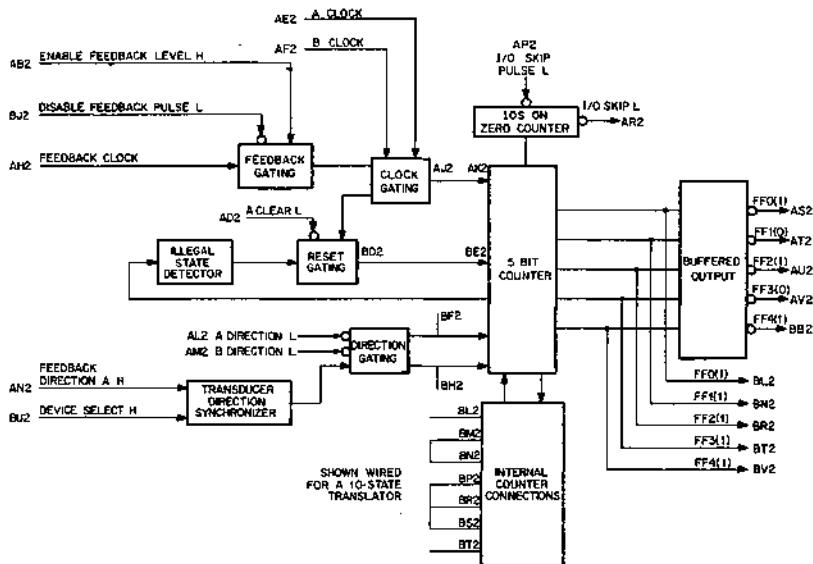 AE2 A CLOCK
AF2 B CLOCK
AB2 ENABLE FEEDBACK LEVEL H
BJ2 DISABLE FEEDBACK PULSE L
AH2 FEEDBACK CLOCK
FEEDBACK
GATING
CLOCK
GATING
AJ2
AK2
AP2
I/O SKIP
PULSE L
IOS ON
ZERO COUNTER
I/O SKIP L
AR2
AD2 A CLEAR L
ILLEGAL
STATE
DETECTOR
RESET
GATING
BD2
BE2
5 BIT
COUNTER
BUFFERED
OUTPUT
FF0(1)
AS2
FF1(0)
AT2
FF2(1)
AU2
FF3(0)
AV2
FF4(1)
BB2
AL2 A DIRECTION L
AM2 B DIRECTION L
DIRECTION
GATING
BF2
BH2
FEEDBACK
AN2 DIRECTION A H
BU2 DEVICE SELECT H
TRANSDUCER
DIRECTION
SYNCHRONIZER
FF0(1)
BL2
FF1(1)
BN2
FF2(1)
BR2
FF3(1)
BT2
FF4(1)
BV2
SHOWN WIRED
FOR A 10-STATE
TRANSLATOR
BL2
BM2
BN2
BP2
BR2
BS2
BT2
INTERNAL
COUNTER
CONNECTIONS